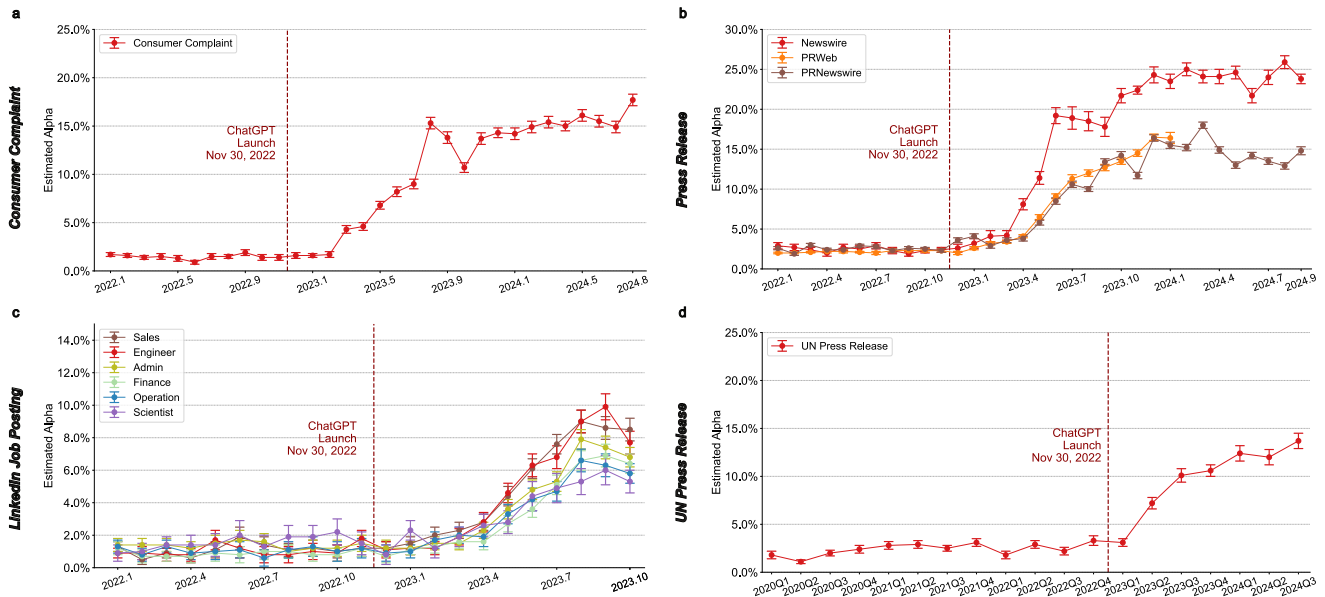 a
Consumer Complaint
Estimated Alpha
25.0%
20.0%
15.0%
10.0%
5.0%
0.0%
Consumer Complaint
ChatGPT
Launch
Nov 30, 2022
2022.1
2022.5
2022.9
2023.1
2023.5
2023.9
2024.1
2024.5
2024.8
b
Press Release
Estimated Alpha
30.0%
25.0%
20.0%
15.0%
10.0%
5.0%
0.0%
Newswire
PRWeb
PRNewswire
ChatGPT
Launch
Nov 30, 2022
2022.1
2022.4
2022.7
2022.10
2023.1
2023.4
2023.7
2023.10
2024.1
2024.4
2024.7
2024.9
c
LinkedIn Job Posting
Estimated Alpha
14.0%
12.0%
10.0%
8.0%
6.0%
4.0%
2.0%
0.0%
Sales
Engineer
Admin
Finance
Operation
Scientist
ChatGPT
Launch
Nov 30, 2022
2022.1
2022.4
2022.7
2022.10
2023.1
2023.4
2023.7
2023.10
d
UN Press Release
Estimated Alpha
25.0%
20.0%
15.0%
10.0%
5.0%
0.0%
UN Press Release
ChatGPT
Launch
Nov 30, 2022
2020Q1
2020Q2
2020Q3
2020Q4
2021Q1
2021Q2
2021Q3
2021Q4
2022Q1
2022Q2
2022Q3
2022Q4
2023Q1
2023Q2
2023Q3
2023Q4
2024Q1
2024Q2
2024Q3